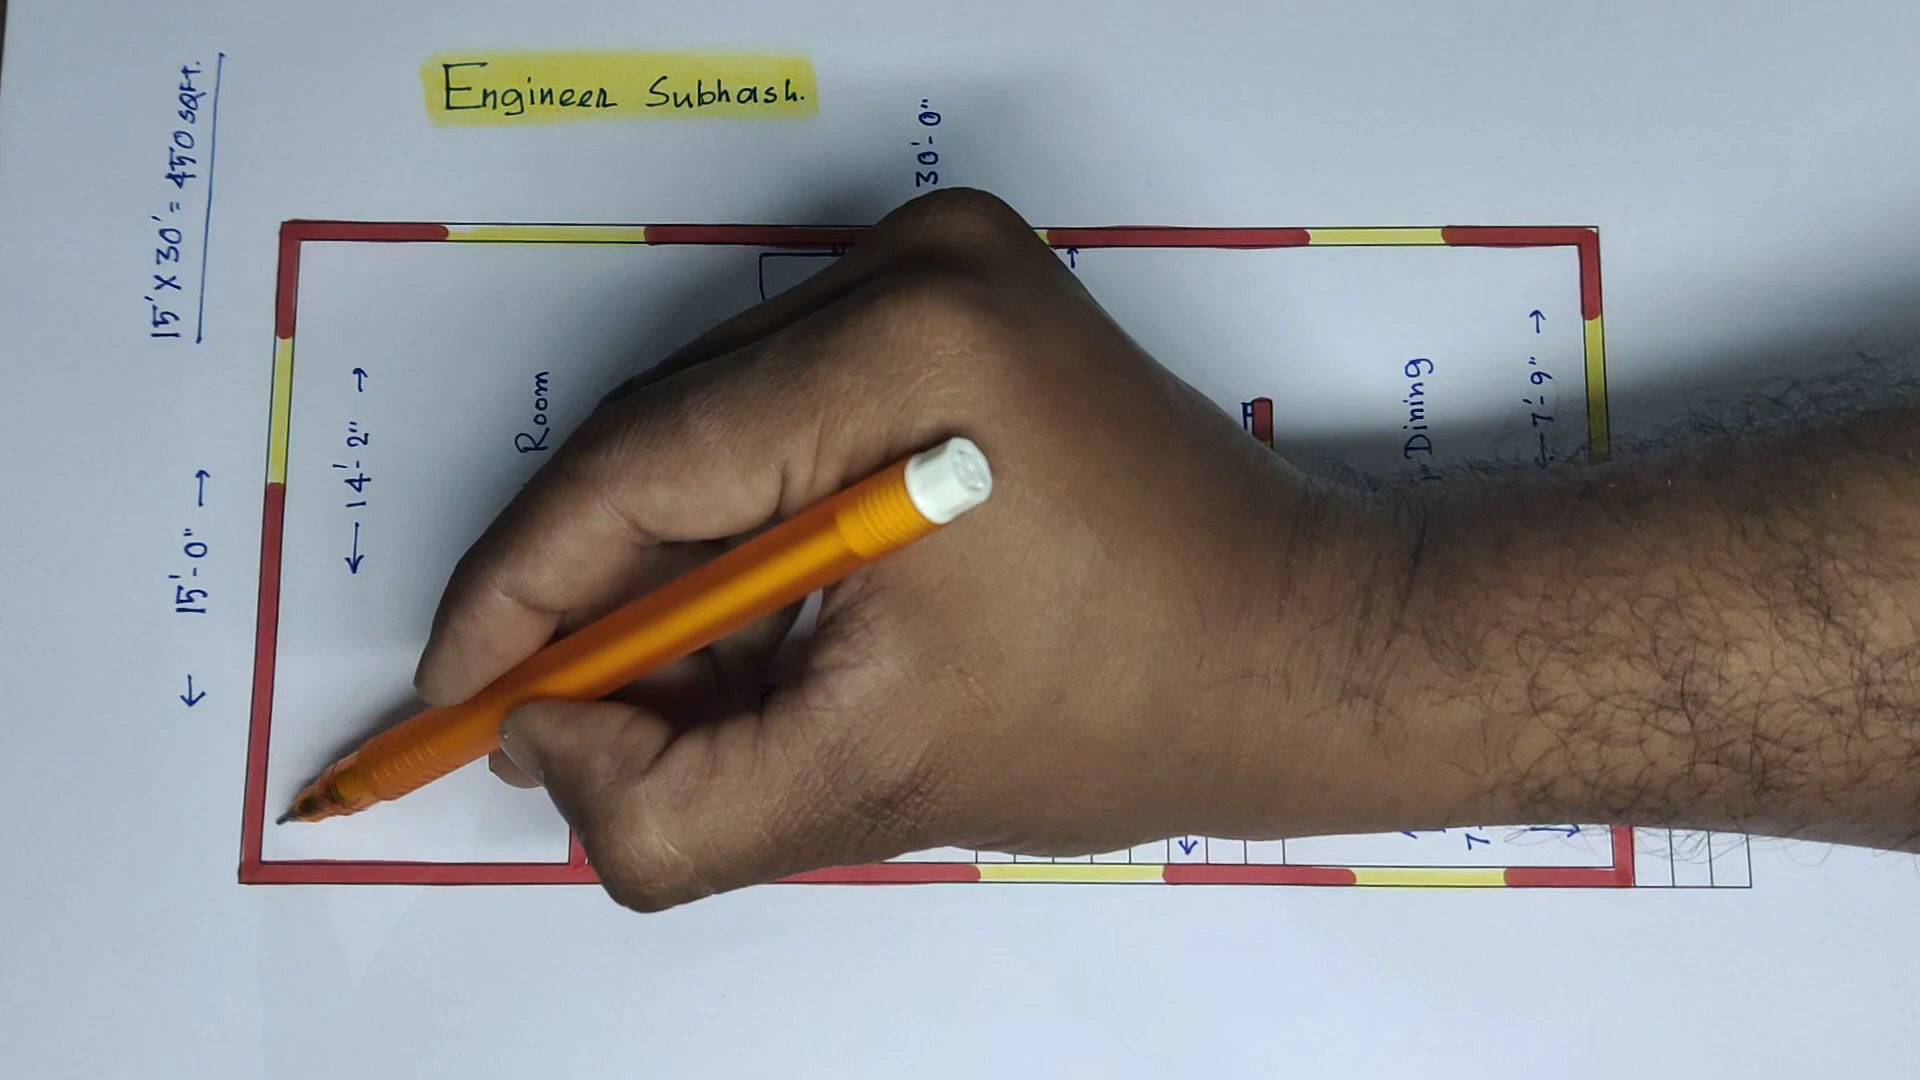 Engineer Subhash.
15' X 30' = 450 SQFT.
30'-0"
15'-0"
14'-2"
Room
Dining
7'-9"